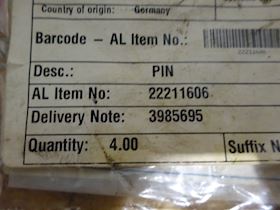 Country of origin: Germany
Barcode - AL Item No.:
22211606
Desc.: PIN
AL Item No: 22211606
Delivery Note: 3985695
Quantity: 4.00 Suffix N